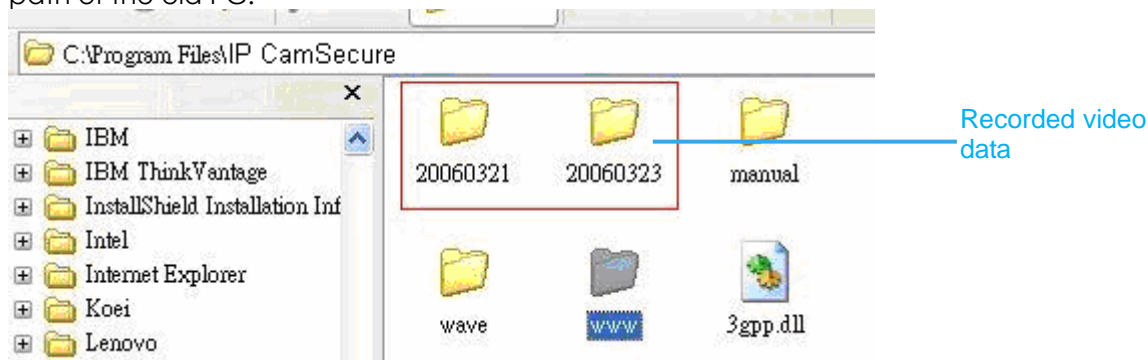 path of the old PC.
C:\Program Files\IP CamSecure
IBM
IBM ThinkVantage
InstallShield Installation Inf
Intel
Internet Explorer
Koei
Lenovo
20060321
20060323
manual
Recorded video
data
wave
www
3gpp.dll